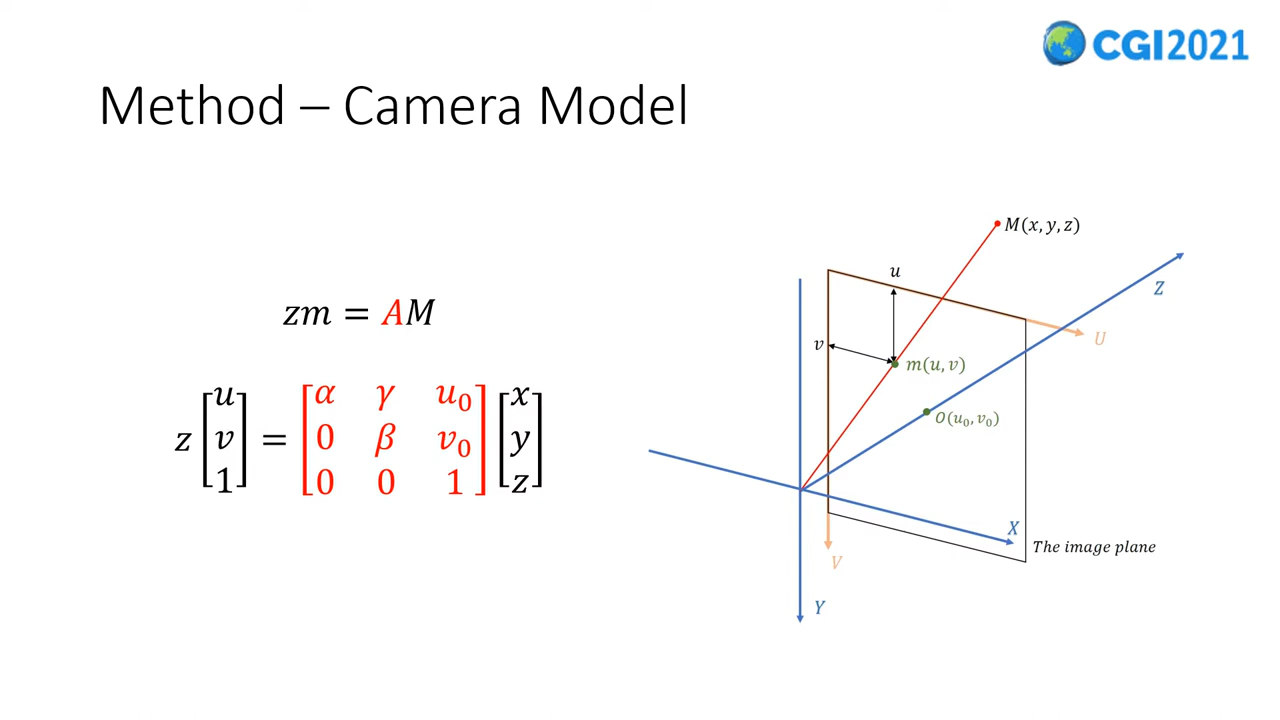 CGI2021
Method – Camera Model
zm = AM
z [u v 1] = [α γ u₀
0 β v₀
0 0 1] [x y z]
M(x, y, z)
u
Z
U
v
m(u, v)
O(u₀, v₀)
X
The image plane
V
Y